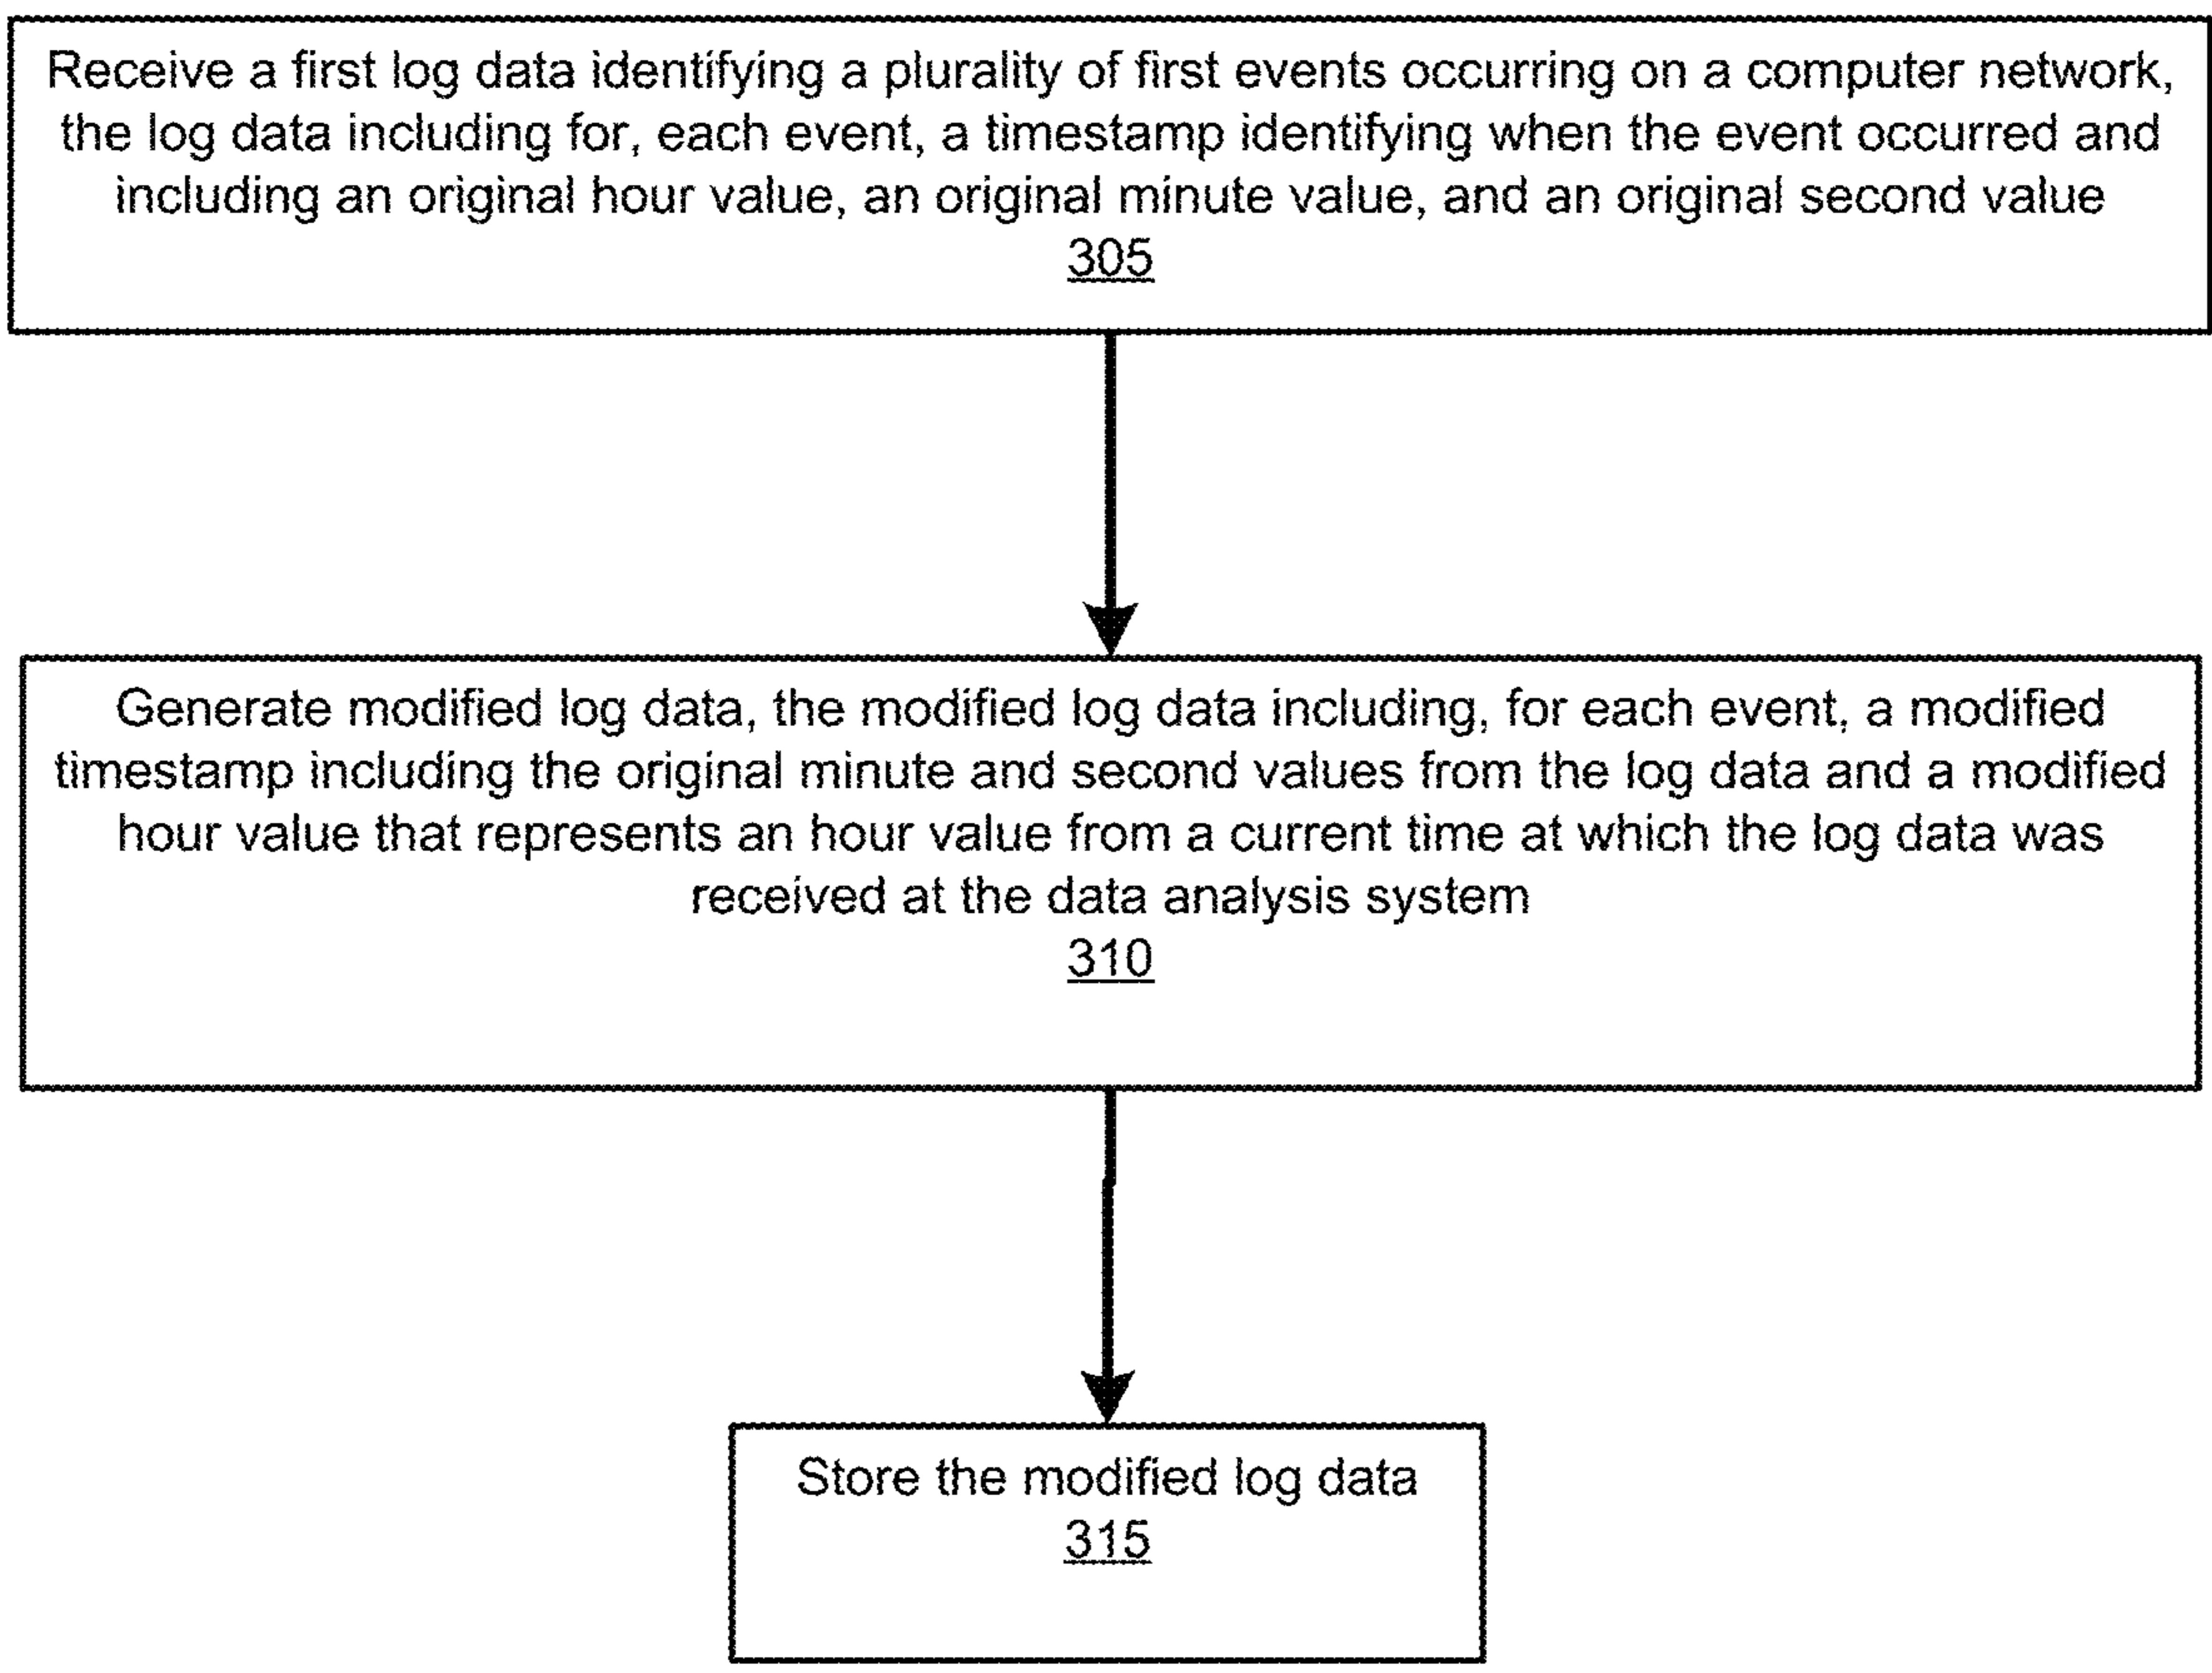 Receive a first log data identifying a plurality of first events occurring on a computer network,
the log data including for, each event, a timestamp identifying when the event occurred and
including an original hour value, an original minute value, and an original second value
305
Generate modified log data, the modified log data including, for each event, a modified
timestamp including the original minute and second values from the log data and a modified
hour value that represents an hour value from a current time at which the log data was
received at the data analysis system
310
Store the modified log data
315